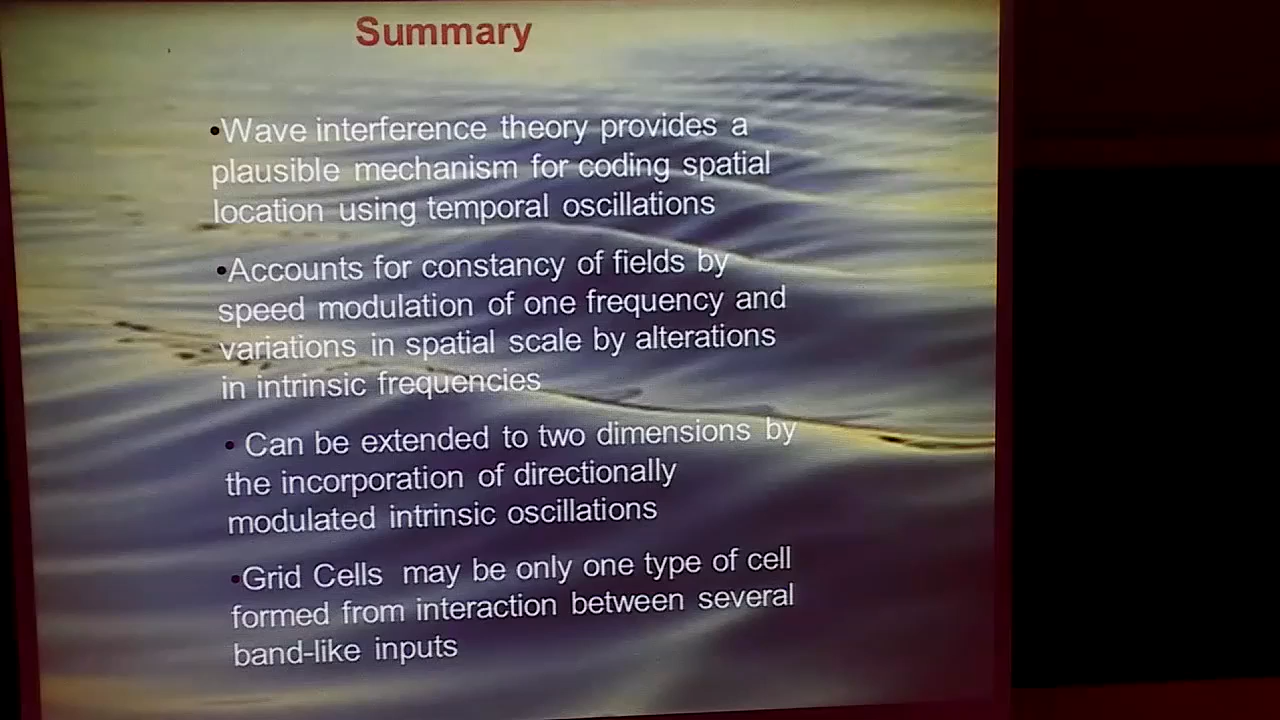 Summary
•Wave interference theory provides a
plausible mechanism for coding spatial
location using temporal oscillations
•Accounts for constancy of fields by
speed modulation of one frequency and
variations in spatial scale by alterations
in intrinsic frequencies
• Can be extended to two dimensions by
the incorporation of directionally
modulated intrinsic oscillations
•Grid Cells may be only one type of cell
formed from interaction between several
band-like inputs